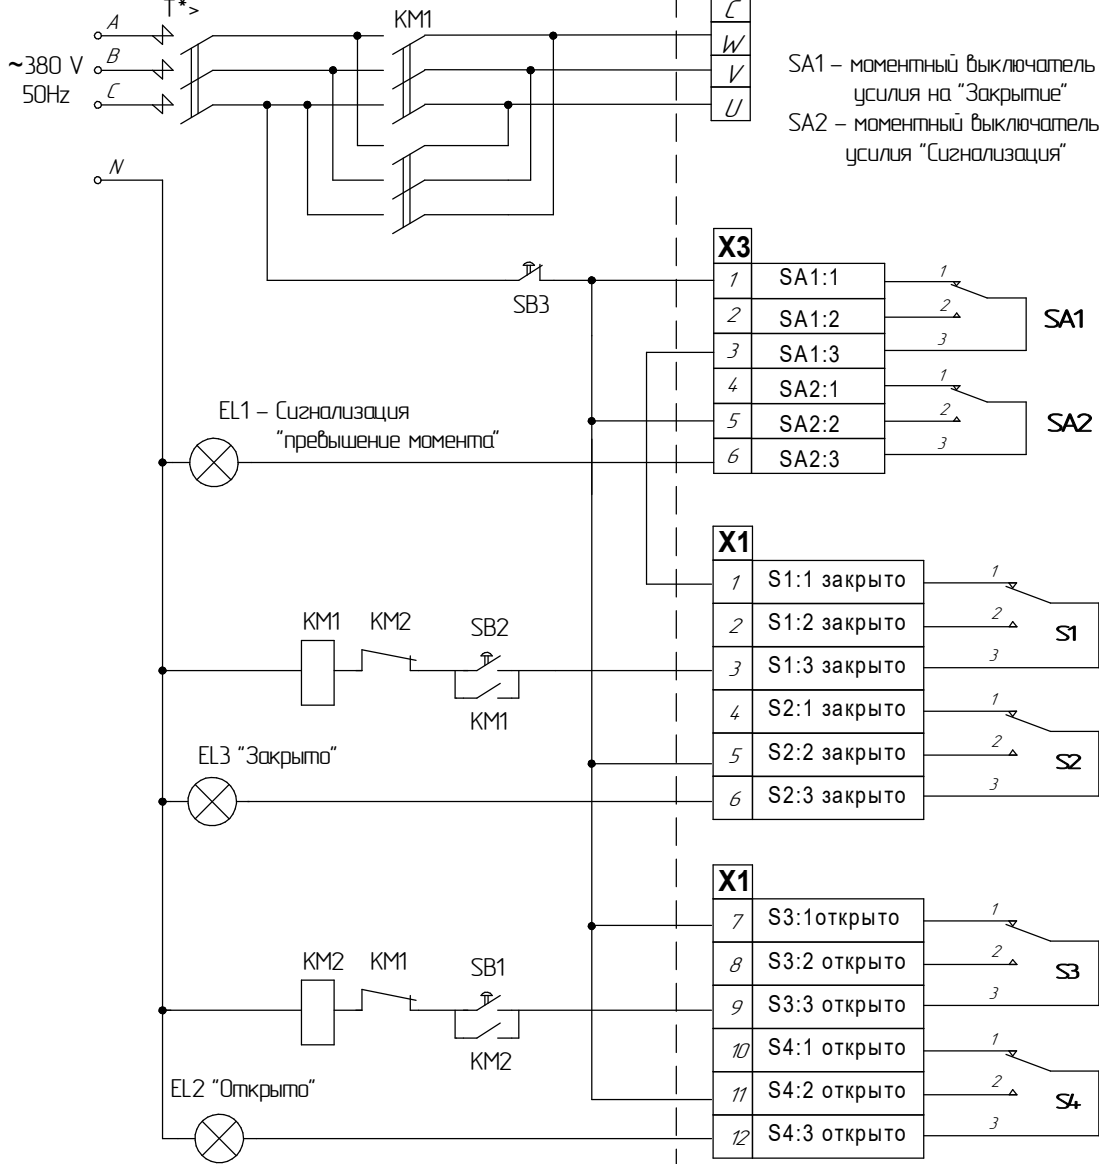 T*>
A
KM1
C
W
~380 V
B
V
50Hz
C
U
SA1 – моментный выключатель
усилия на "Закрытие"
SA2 – моментный выключатель
усилия "Сигнализация"
N
X3
1 SA1:1 1
SB3
2 SA1:2 2
SA1
3 SA1:3 3
4 SA2:1 1
EL1 – Сигнализация
"превышение момента"
5 SA2:2 2
SA2
6 SA2:3 3
X1
1 S1:1 закрыто 1
KM1 KM2 SB2
2 S1:2 закрыто 2
S1
3 S1:3 закрыто 3
KM1
4 S2:1 закрыто 1
EL3 "Закрыто"
5 S2:2 закрыто 2
S2
6 S2:3 закрыто 3
X1
7 S3:1открыто 1
KM2 KM1 SB1
8 S3:2 открыто 2
S3
9 S3:3 открыто 3
KM2
10 S4:1 открыто 1
EL2 "Открыто"
11 S4:2 открыто 2
S4
12 S4:3 открыто 3